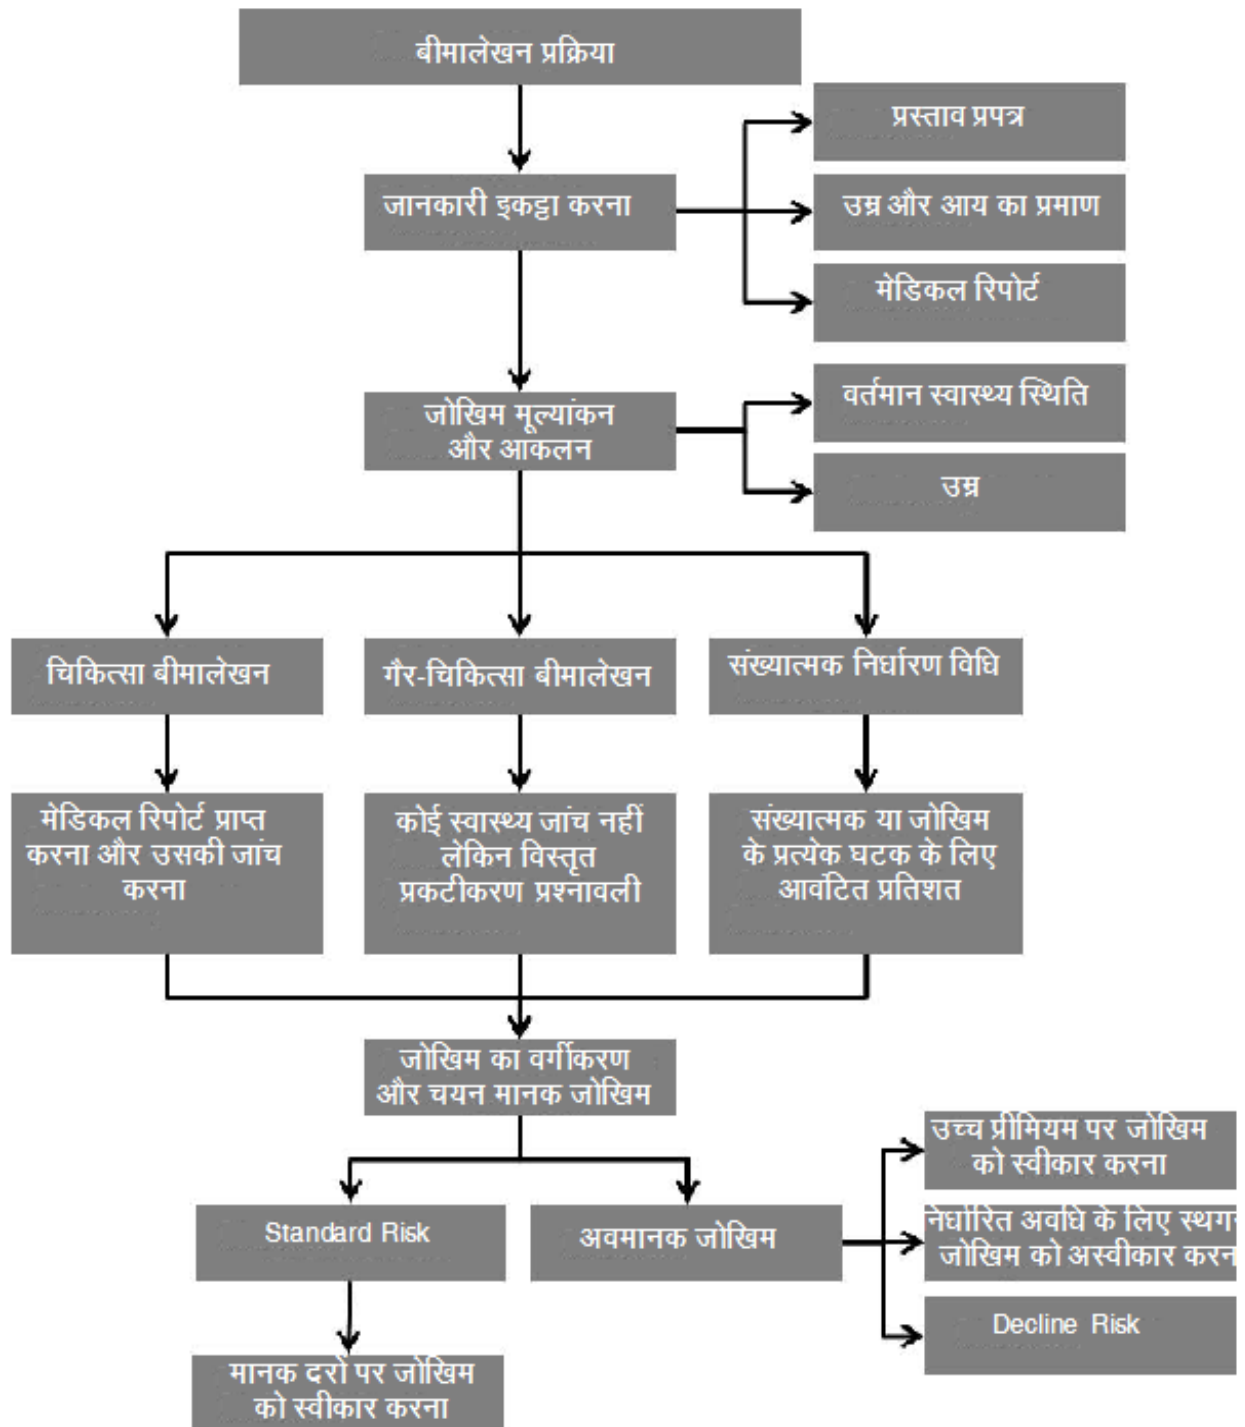 बीमालेखन प्रक्रिया
प्रस्ताव प्रपत्र
जानकारी इकट्ठा करना
उम्र और आय का प्रमाण
मेडिकल रिपोर्ट
वर्तमान स्वास्थ्य स्थिति
जोखिम मूल्यांकन
और आकलन
उम्र
चिकित्सा बीमालेखन
गैर-चिकित्सा बीमालेखन
संख्यात्मक निर्धारण विधि
मेडिकल रिपोर्ट प्राप्त
करना और उसकी जांच
करना
कोई स्वास्थ्य जांच नहीं
लेकिन विस्तृत
प्रकटीकरण प्रश्नावली
संख्यात्मक या जोखिम
के प्रत्येक घटक के लिए
आवंटित प्रतिशत
जोखिम का वर्गीकरण
और चयन मानक जोखिम
उच्च प्रीमियम पर जोखिम
को स्वीकार करना
Standard Risk
अवमानक जोखिम
अवधि के लिए
जोखिम को अस्वीकार
Decline Risk
मानक दरों पर जोखिम
को स्वीकार करना